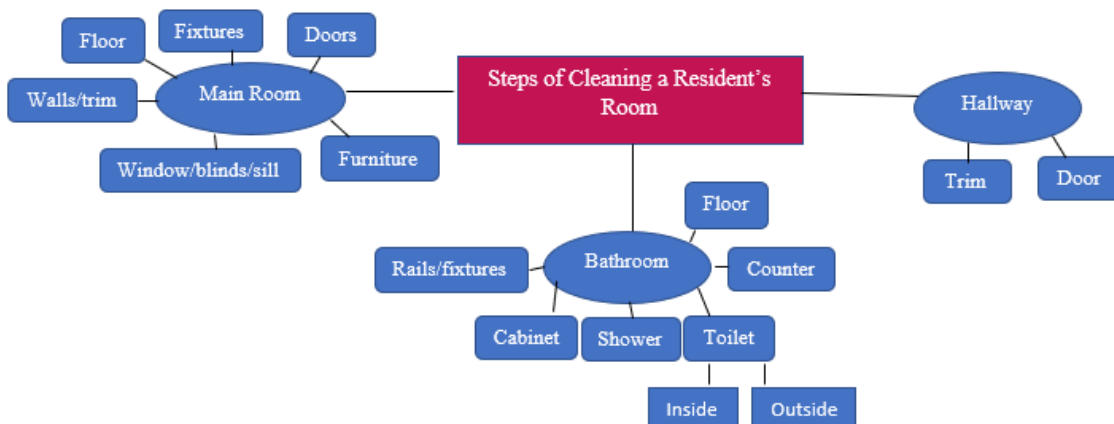 Steps of Cleaning a Resident’s
Room
Main Room
Floor
Fixtures
Doors
Walls/trim
Window/blinds/sill
Furniture
Hallway
Trim
Door
Bathroom
Floor
Rails/fixtures
Counter
Cabinet
Shower
Toilet
Inside
Outside